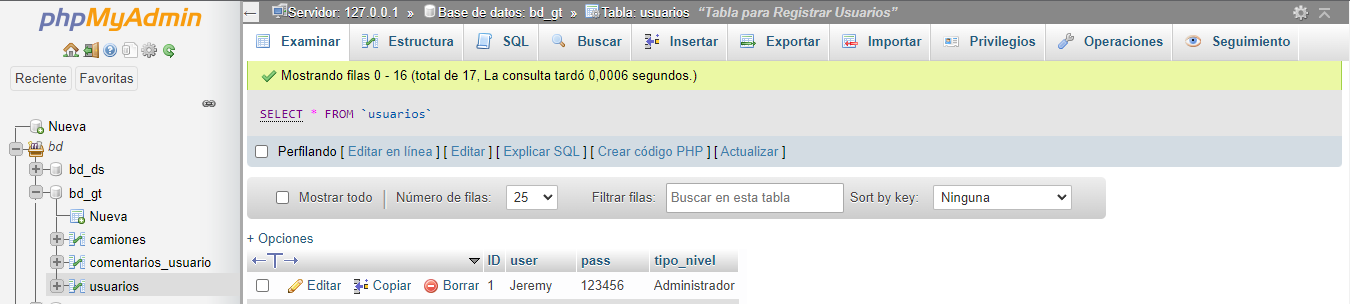 phpMyAdmin
Reciente Favoritas
Nueva
bd
bd_ds
bd_gt
Nueva
camiones
comentarios_usuario
usuarios
Servidor: 127.0.0.1 » Base de datos: bd_gt » Tabla: usuarios “Tabla para Registrar Usuarios”
Examinar Estructura SQL Buscar Insertar Exportar Importar Privilegios Operaciones Seguimiento
Mostrando filas 0 - 16 (total de 17, La consulta tardó 0,0006 segundos.)
SELECT * FROM `usuarios`
Perfilando [ Editar en línea ] [ Editar ] [ Explicar SQL ] [ Crear código PHP ] [ Actualizar ]
Mostrar todo Número de filas: 25 Filtrar filas: Buscar en esta tabla Sort by key: Ninguna
+ Opciones
←T→ ID user pass tipo_nivel
Editar Copiar Borrar 1 Jeremy 123456 Administrador